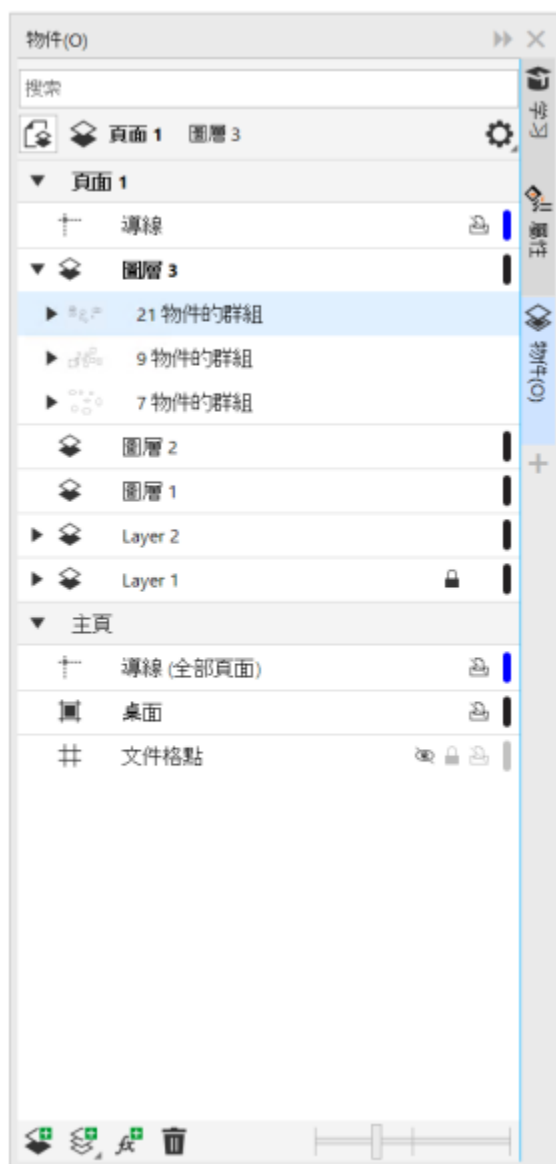 物件(O)
搜索
頁面 1 圖層 3
頁面 1
導線
圖層 3
21 物件的群組
9 物件的群組
7 物件的群組
圖層 2
圖層 1
Layer 2
Layer 1
主頁
導線 (全部頁面)
桌面
文件格點
学习
屬性
物件(O)